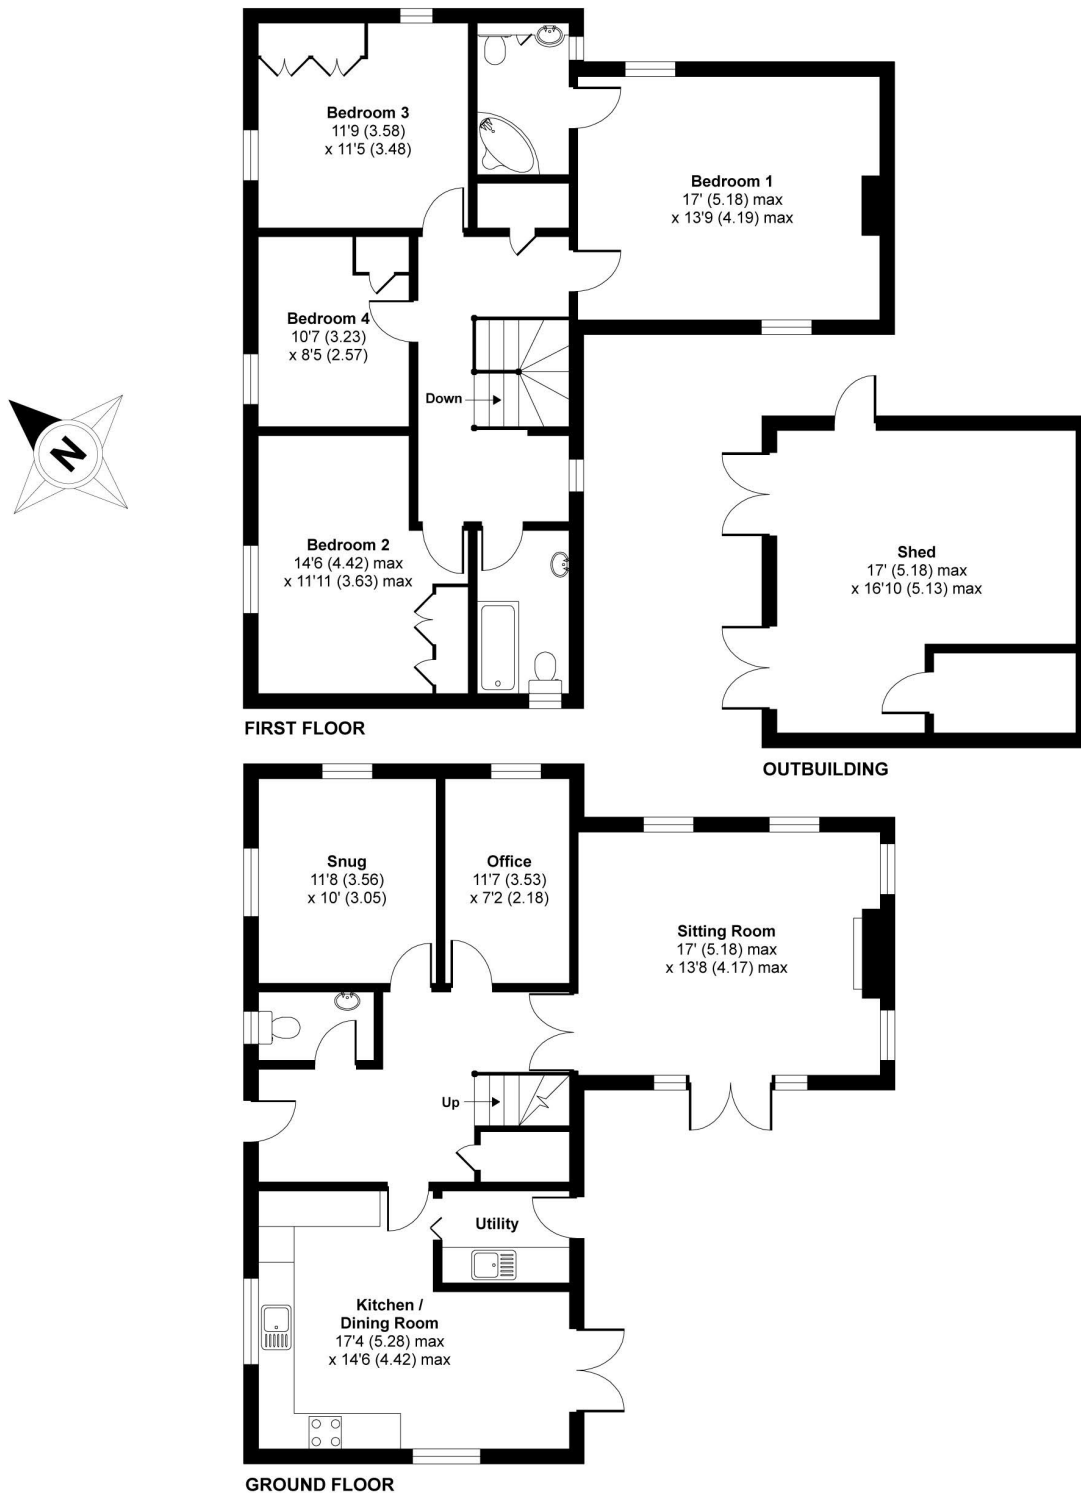 Bedroom 3
11'9 (3.58)
x 11'5 (3.48)
Bedroom 1
17' (5.18) max
x 13'9 (4.19) max
Bedroom 4
10'7 (3.23)
x 8'5 (2.57)
Down
N
Bedroom 2
14'6 (4.42) max
x 11'11 (3.63) max
Shed
17' (5.18) max
x 16'10 (5.13) max
FIRST FLOOR
OUTBUILDING
Snug
11'8 (3.56)
x 10' (3.05)
Office
11'7 (3.53)
x 7'2 (2.18)
Sitting Room
17' (5.18) max
x 13'8 (4.17) max
Up
Utility
Kitchen /
Dining Room
17'4 (5.28) max
x 14'6 (4.42) max
GROUND FLOOR